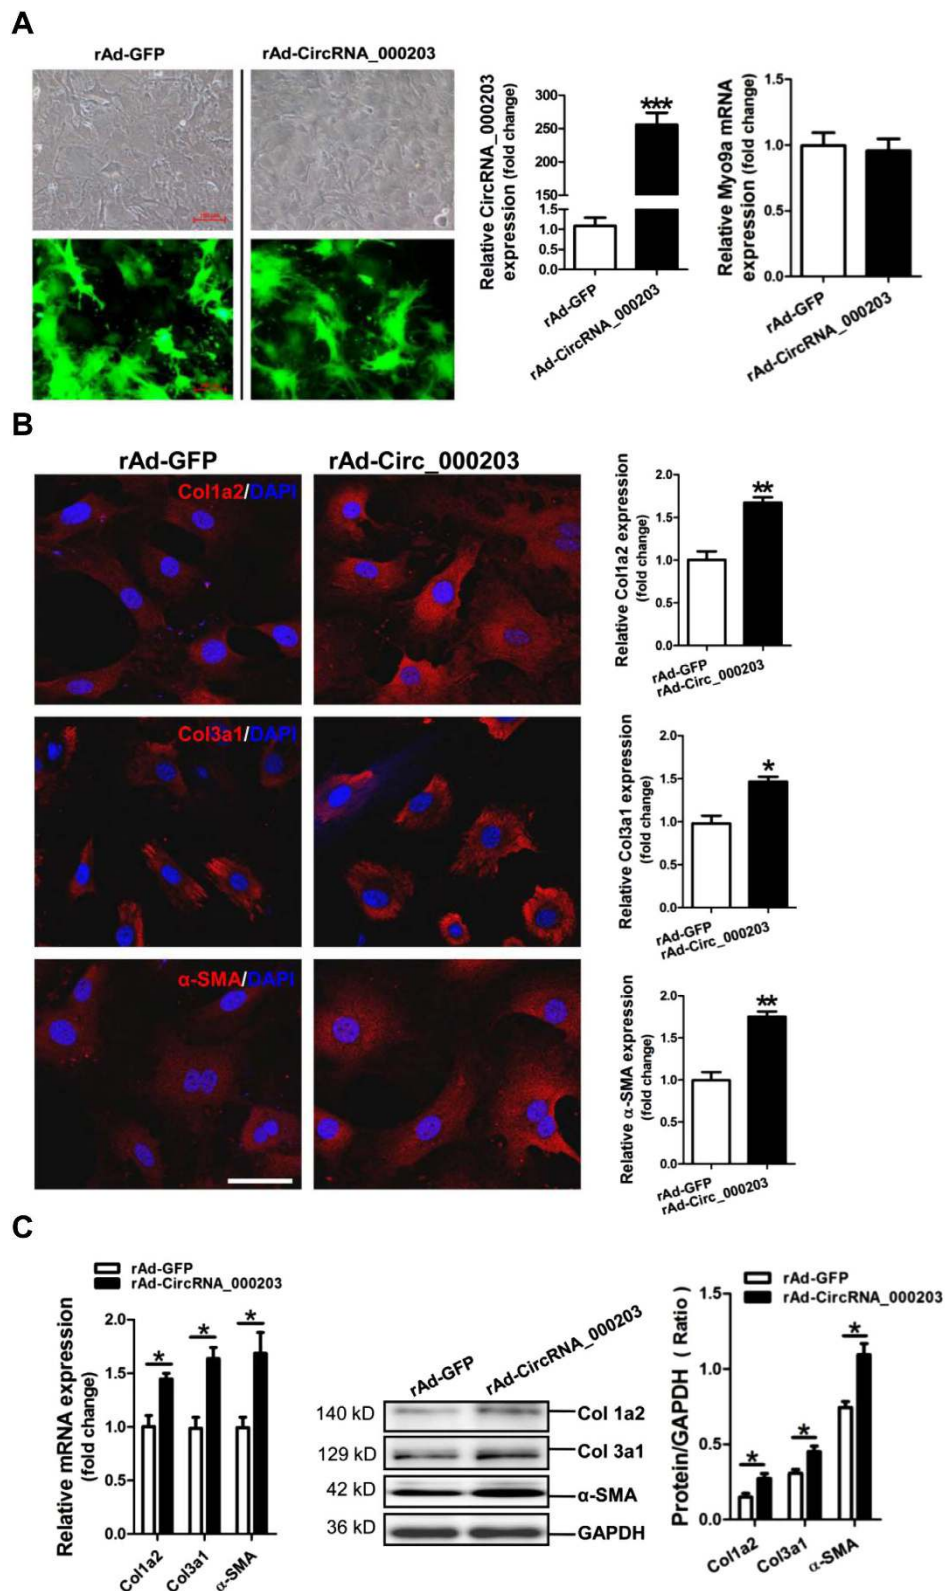 A
rAd-GFP
rAd-CircRNA_000203
Relative CircRNA_000203
expression (fold change)
300
250
200
150
1.5
1.0
0.5
0.0
***
rAd-GFP
rAd-CircRNA_000203
Relative Myo9a mRNA
expression (fold change)
1.5
1.0
0.5
0.0
rAd-GFP
rAd-CircRNA_000203
B
rAd-GFP
rAd-Circ_000203
Col1a2/DAPI
Relative Col1a2 expression
(fold change)
2.0
1.5
1.0
0.5
0.0
**
rAd-GFP
rAd-Circ_000203
Col3a1/DAPI
Relative Col3a1 expression
(fold change)
2.0
1.5
1.0
0.5
0.0
*
rAd-GFP
rAd-Circ_000203
α-SMA/DAPI
Relative α-SMA expression
(fold change)
2.0
1.5
1.0
0.5
0.0
**
rAd-GFP
rAd-Circ_000203
C
rAd-GFP
rAd-CircRNA_000203
Relative mRNA expression
(fold change)
2.0
1.5
1.0
0.5
0.0
*
*
*
Col1a2
Col3a1
α-SMA
rAd-GFP
rAd-CircRNA_000203
140 kD
Col 1a2
129 kD
Col 3a1
42 kD
α-SMA
36 kD
GAPDH
rAd-GFP
rAd-CircRNA_000203
Protein/GAPDH ( Ratio )
1.5
1.0
0.5
0.0
*
*
*
Col1a2
Col3a1
α-SMA